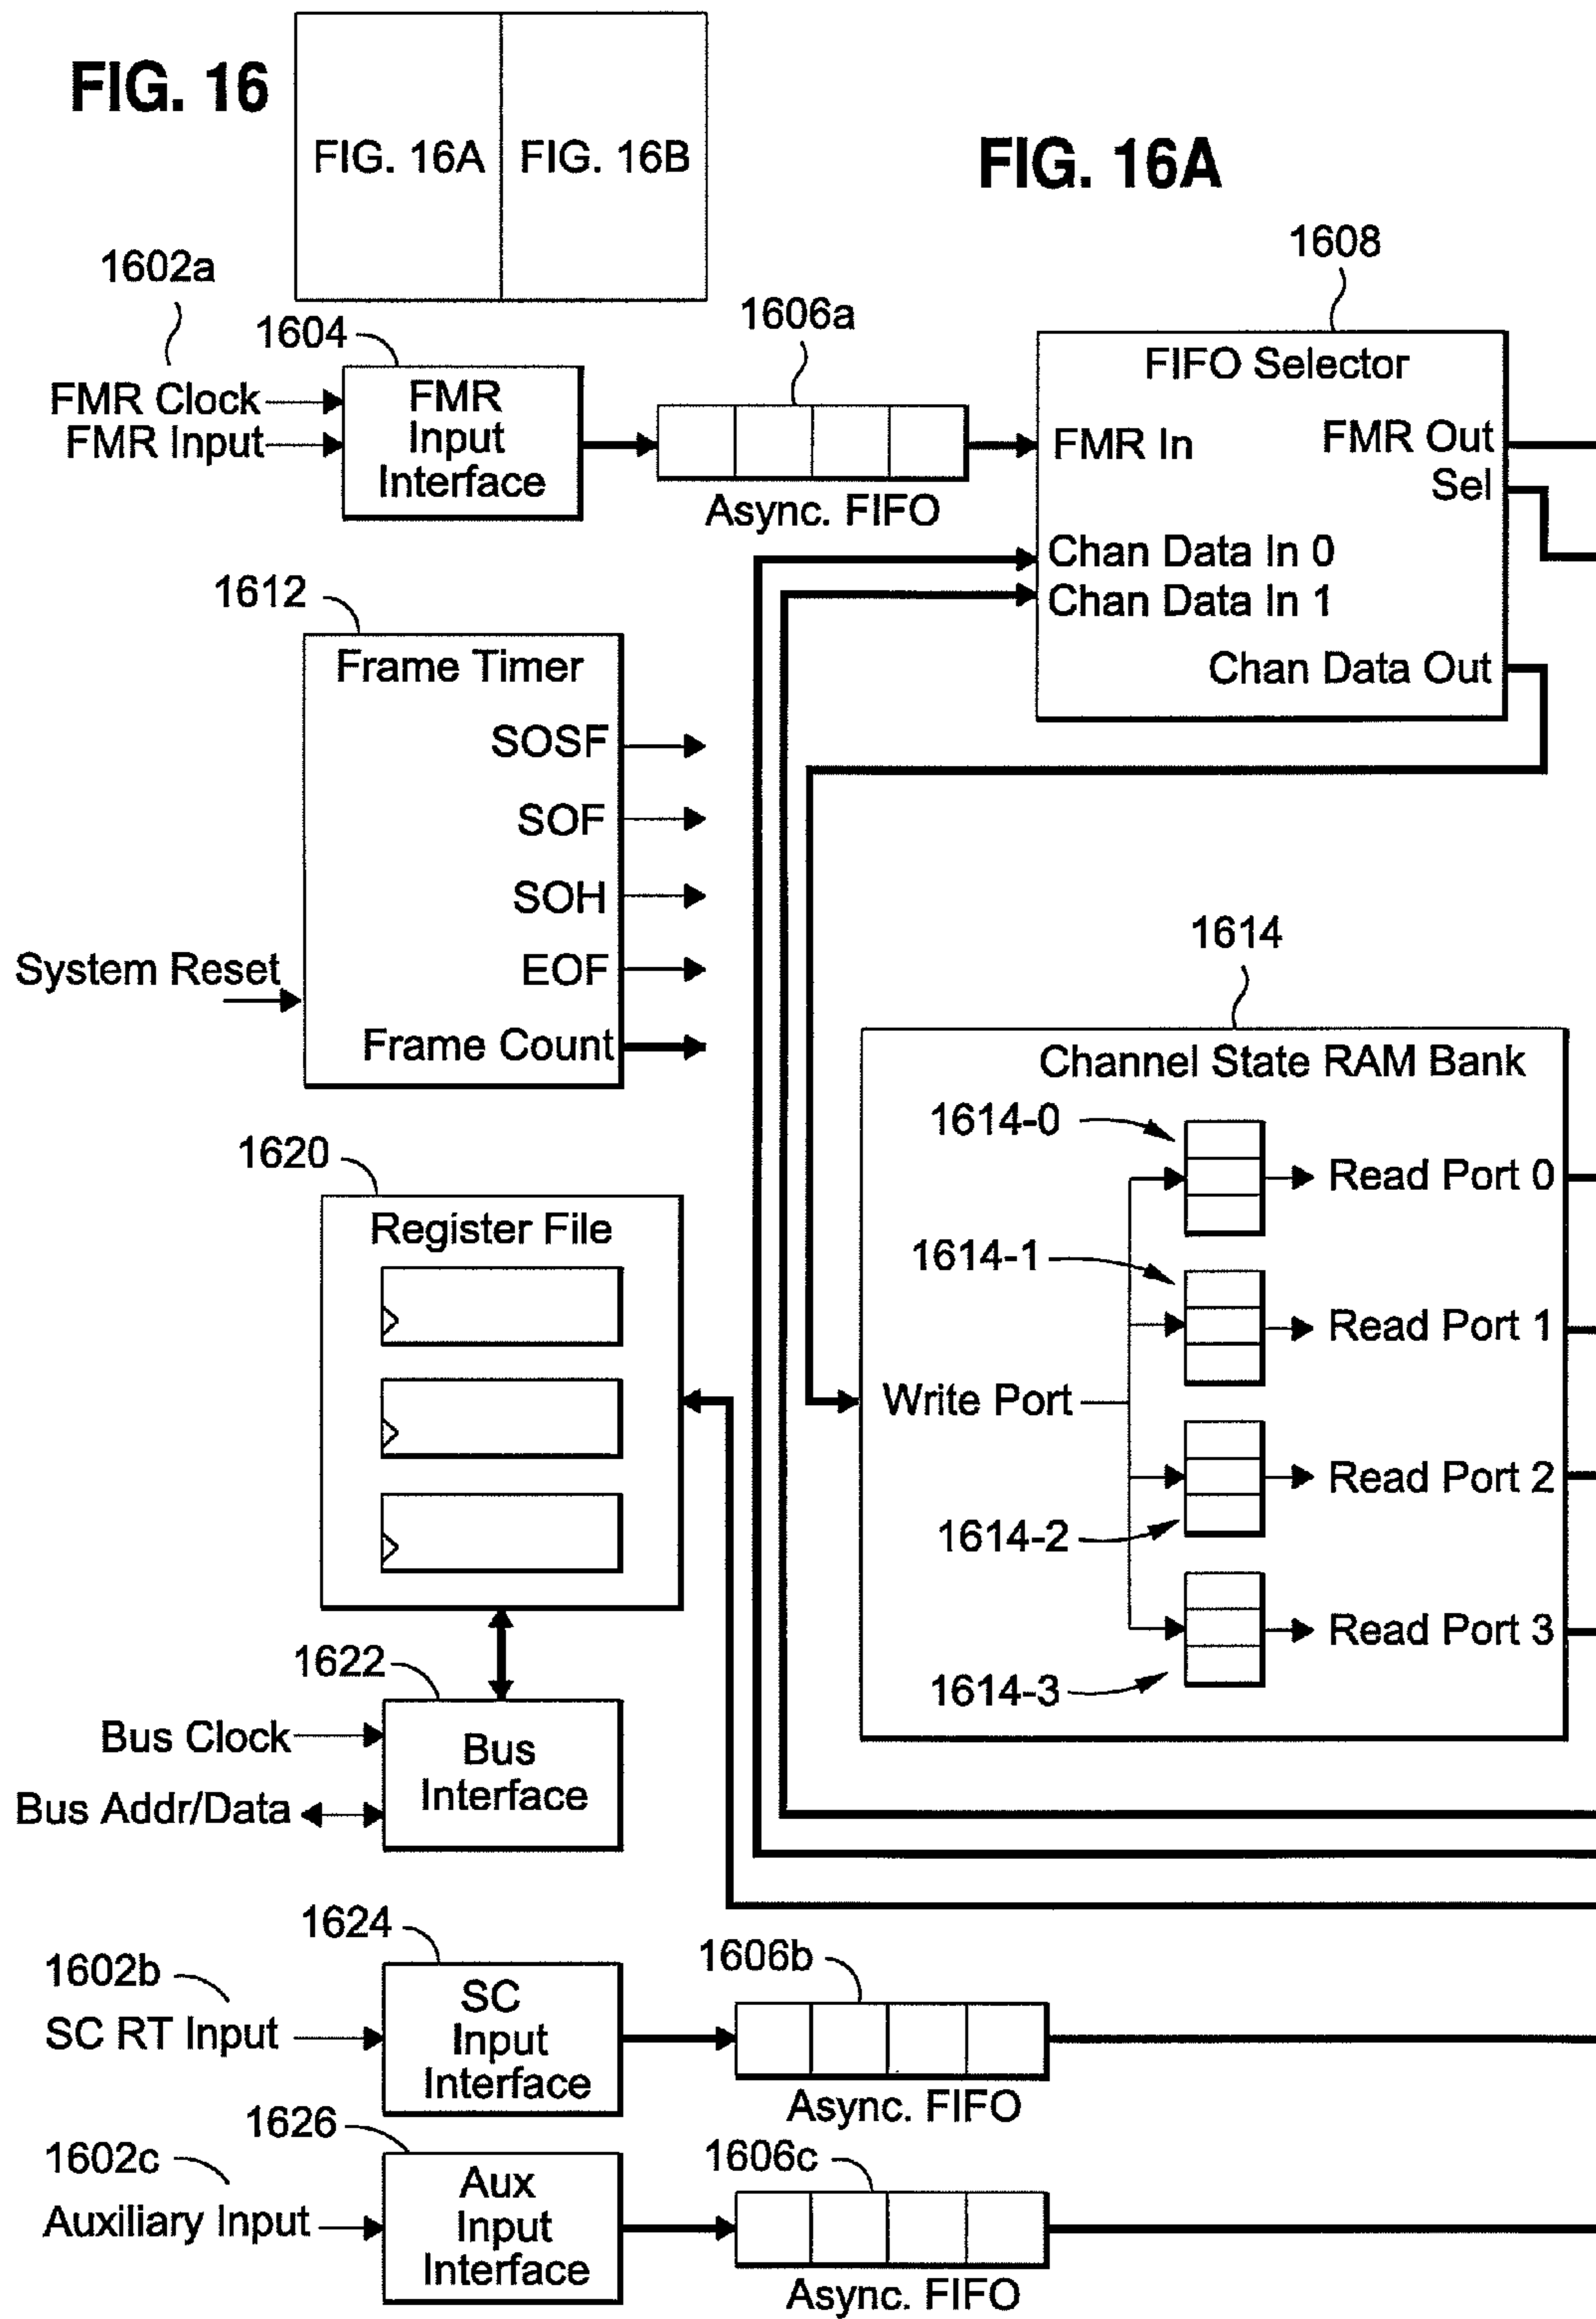 FIG. 16
FIG. 16A
FIG. 16B
FIG. 16A
1602a
1604
FMR Clock
FMR Input
FMR
Input
Interface
1606a
Async. FIFO
1608
FIFO Selector
FMR In
FMR Out
Sel
Chan Data In 0
Chan Data In 1
Chan Data Out
1612
Frame Timer
SOSF
SOF
SOH
EOF
Frame Count
System Reset
1614
Channel State RAM Bank
1614-0
Read Port 0
1614-1
Read Port 1
Write Port
Read Port 2
1614-2
Read Port 3
1614-3
1620
Register File
1622
Bus Clock
Bus Addr/Data
Bus
Interface
1624
1602b
SC RT Input
SC
Input
Interface
1606b
Async. FIFO
1626
1602c
Auxiliary Input
Aux
Input
Interface
1606c
Async. FIFO